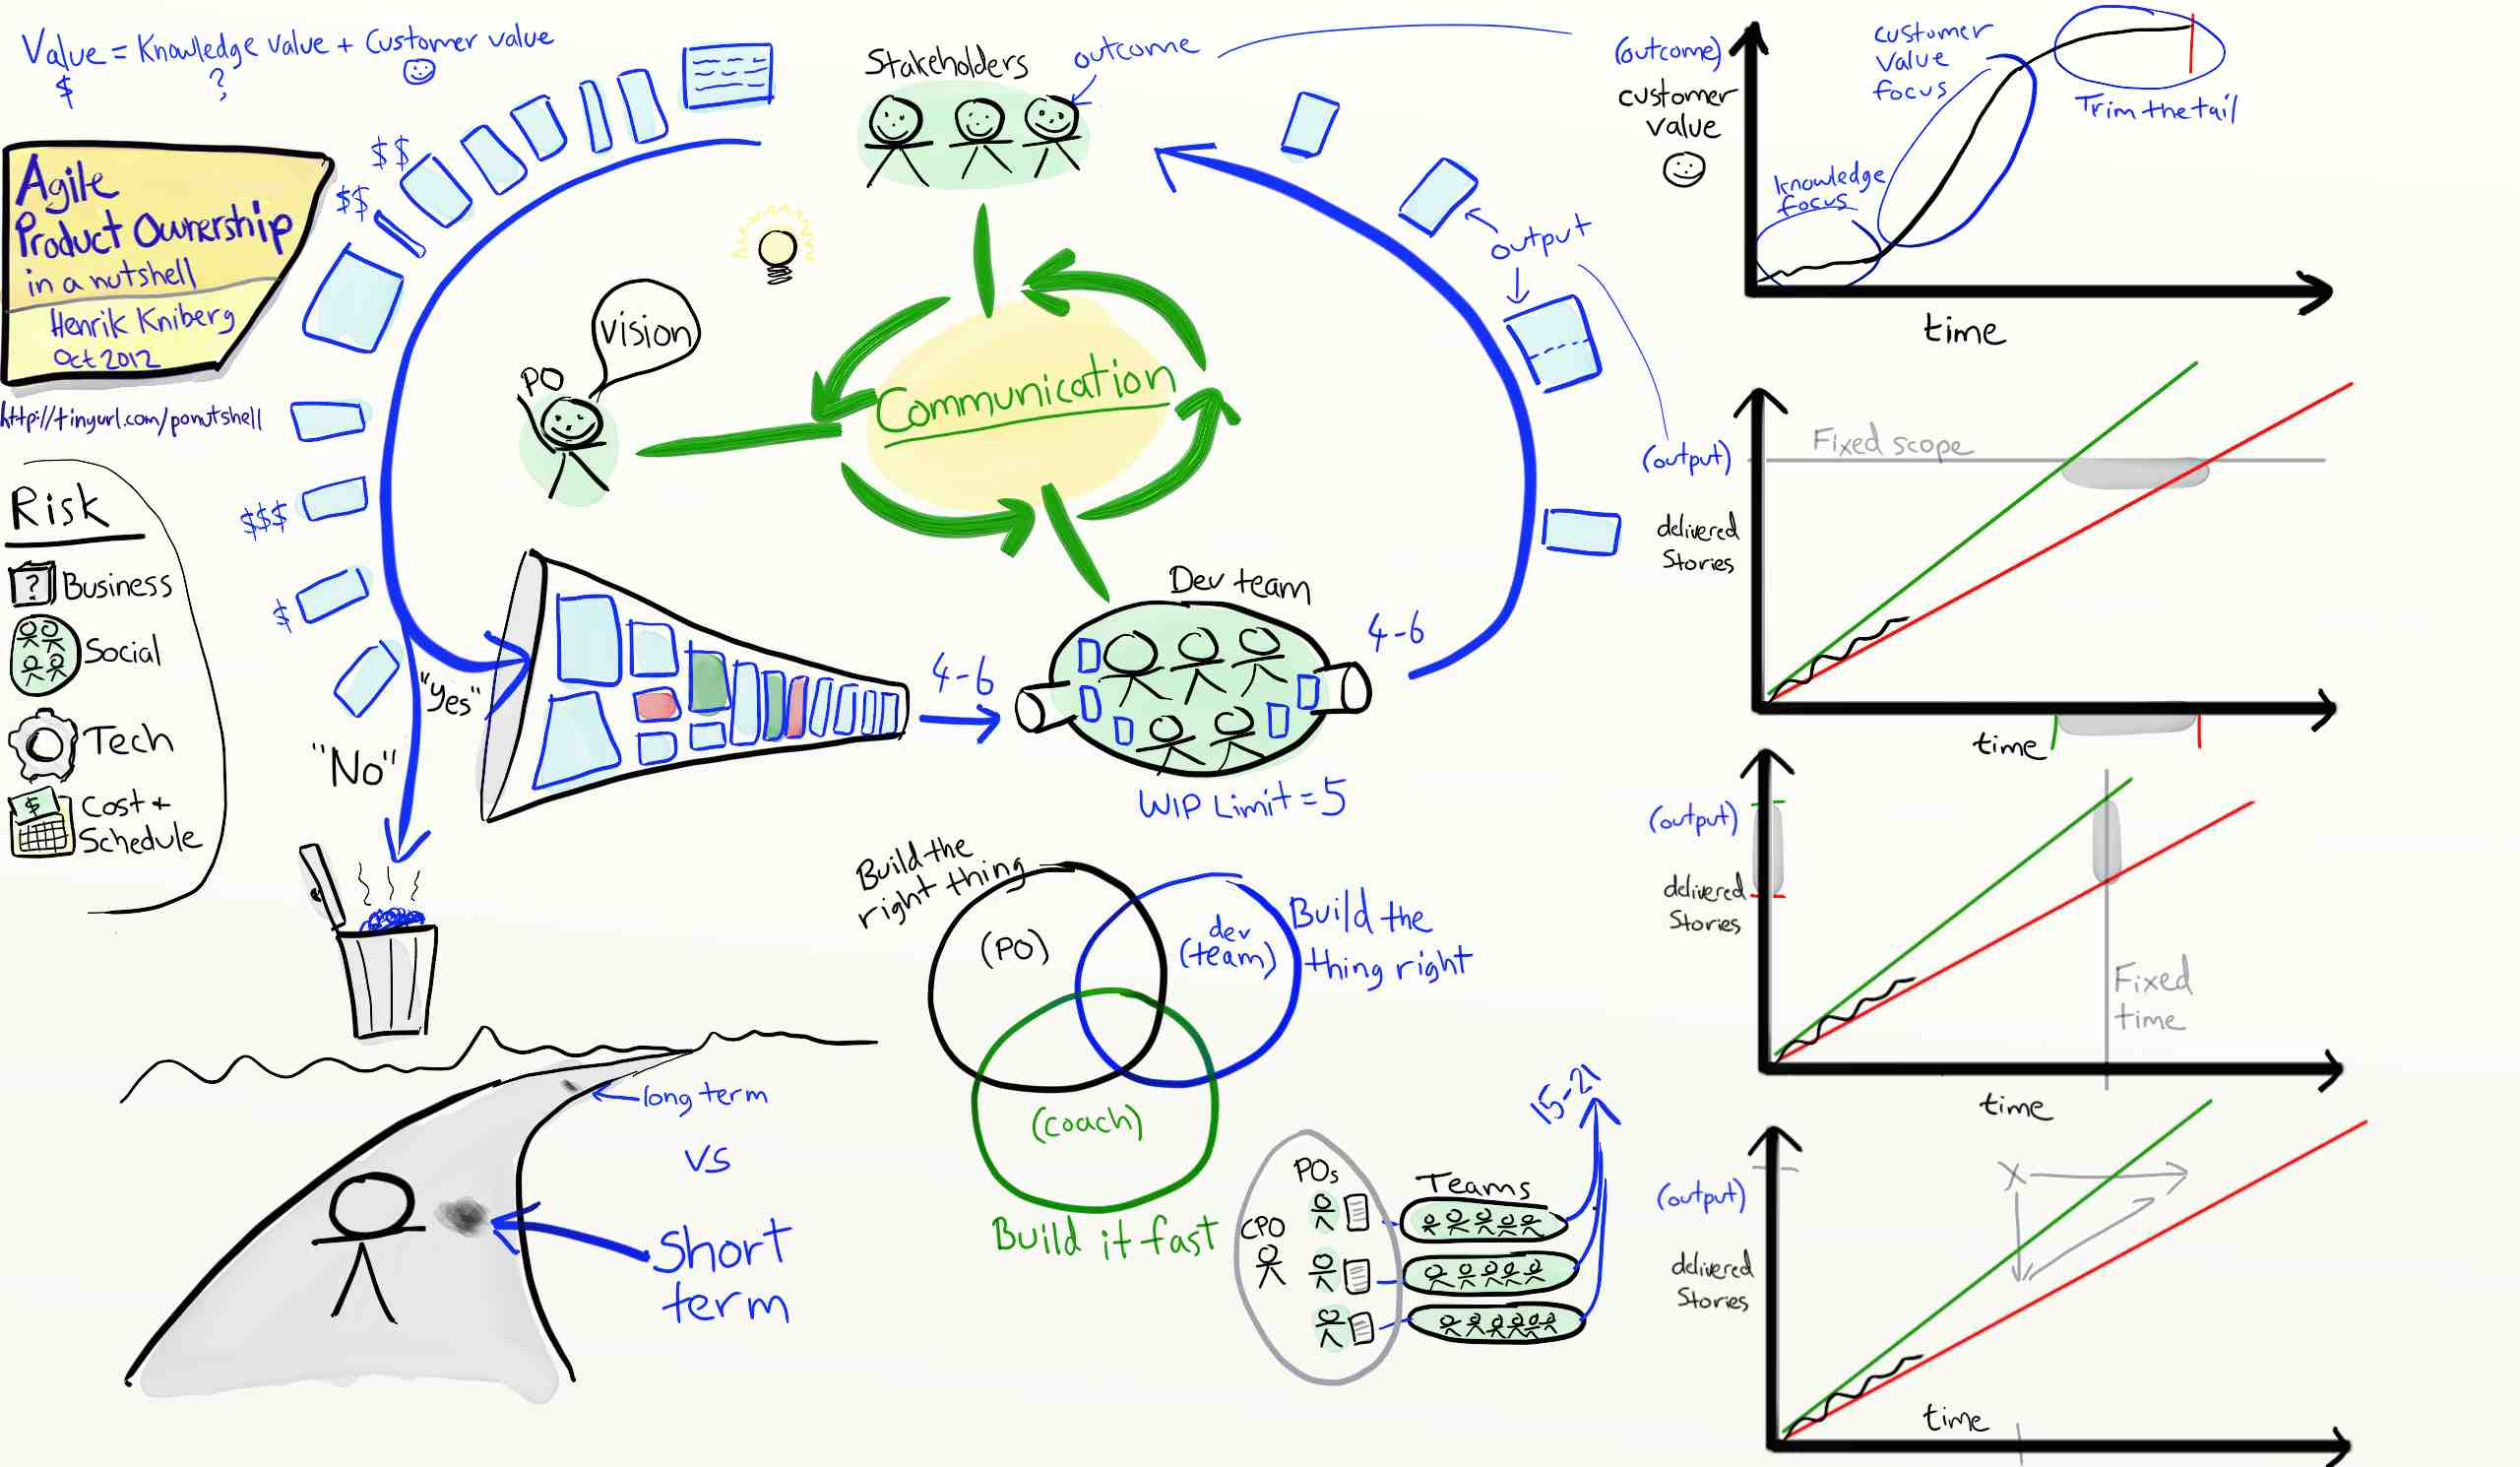 Value = Knowledge value + Customer value
$ ?
Agile
Product Ownership
in a nutshell
Henrik Kniberg
Oct 2012
http://tinyurl.com/ponutshell
Risk
? Business
Social
Tech
$ Cost +
Schedule
$$
$$
$$$
$
"Yes"
"No"
Stakeholders
outcome
PO
Vision
Communication
output
4-6
Dev team
4-6
WIP Limit = 5
Build the
right thing
(PO)
dev
(team)
Build the
thing right
(coach)
Build it fast
long term
vs
Short
term
CPO
POs
Teams
15-21
(outcome)
customer
value
knowledge
focus
customer
value
focus
Trim the tail
time
Fixed scope
(output)
delivered
Stories
time
(output)
delivered
Stories
Fixed
time
time
(output)
delivered
Stories
X
time